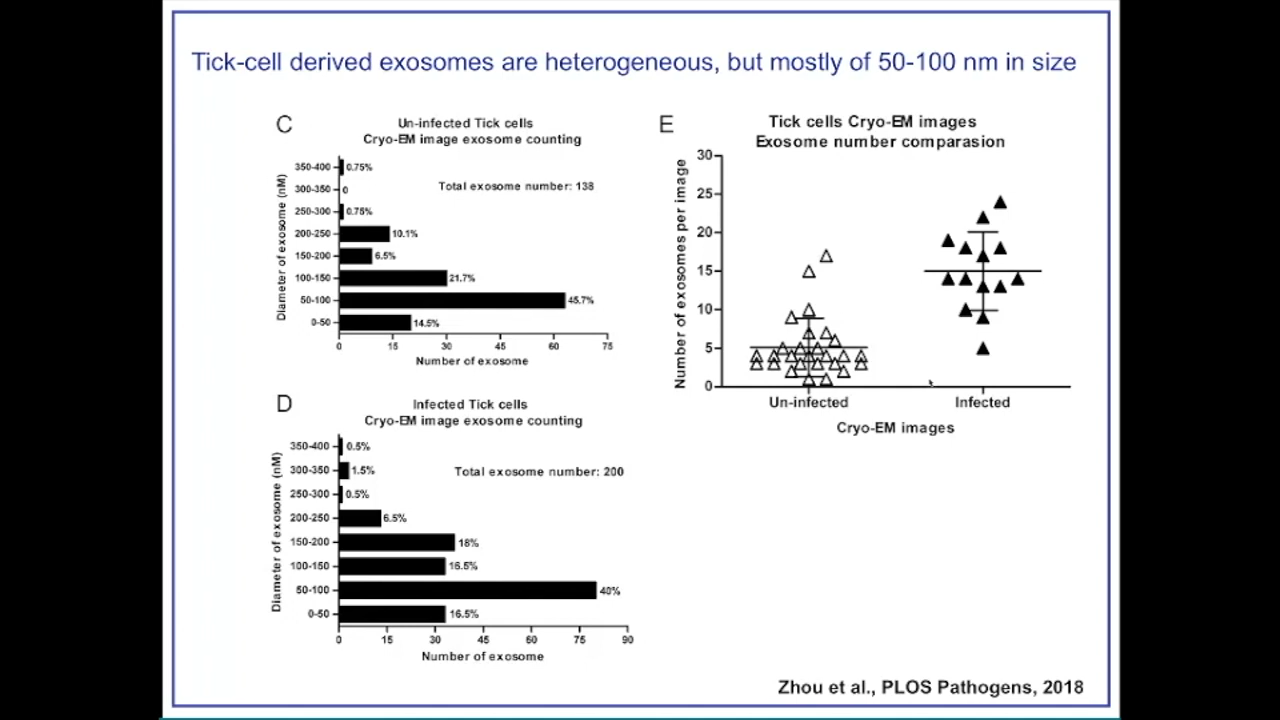 Tick-cell derived exosomes are heterogeneous, but mostly of 50-100 nm in size
C
Un-infected Tick cells
Cryo-EM image exosome counting
Diameter of exosome (nM)
350-400
0.75%
300-350
0
Total exosome number: 138
250-300
0.75%
200-250
10.1%
150-200
6.5%
100-150
21.7%
50-100
45.7%
0-50
14.5%
0 15 30 45 60 75
Number of exosome
D
Infected Tick cells
Cryo-EM image exosome counting
Diameter of exosome (nM)
350-400
0.5%
300-350
1.5%
Total exosome number: 200
250-300
0.5%
200-250
6.5%
150-200
18%
100-150
16.5%
50-100
40%
0-50
16.5%
0 15 30 45 60 75 90
Number of exosome
E
Tick cells Cryo-EM images
Exosome number comparasion
Number of exosomes per image
30
25
20
15
10
5
0
Un-infected
Infected
Cryo-EM images
Zhou et al., PLOS Pathogens, 2018